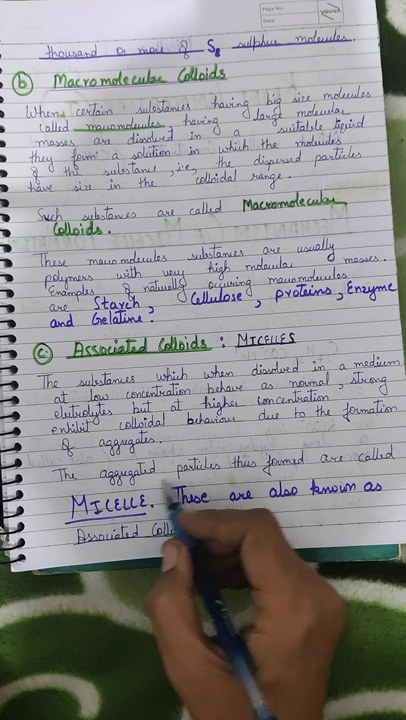 Page No.
Date
YOUVA
thousand or more of S8 sulphur molecules.
(b) Macromolecular Colloids
When certain substances having big size molecules
called macromolecules having large molecular
masses are dissolved in a suitable liquid
they form a solution in which the molecules
of the substance i.e., the dispersed particles
have size in the colloidal range.
Such substances are called Macromolecular
Colloids.
These macromolecules substances are usually
polymers with very high molecular masses.
Examples of naturally occuring macromolecules
are Starch, Cellulose, proteins, Enzyme
and Gelatine.
(c) Associated Colloids : MICELLES
The substances which when dissolved in a medium
at low concentration behave as normal, strong
electrolytes but at higher concentration
exhibit colloidal behaviour due to the formation
of aggregates.
The aggregated particles thus formed are called
MICELLE. These are also known as
Associated Coll